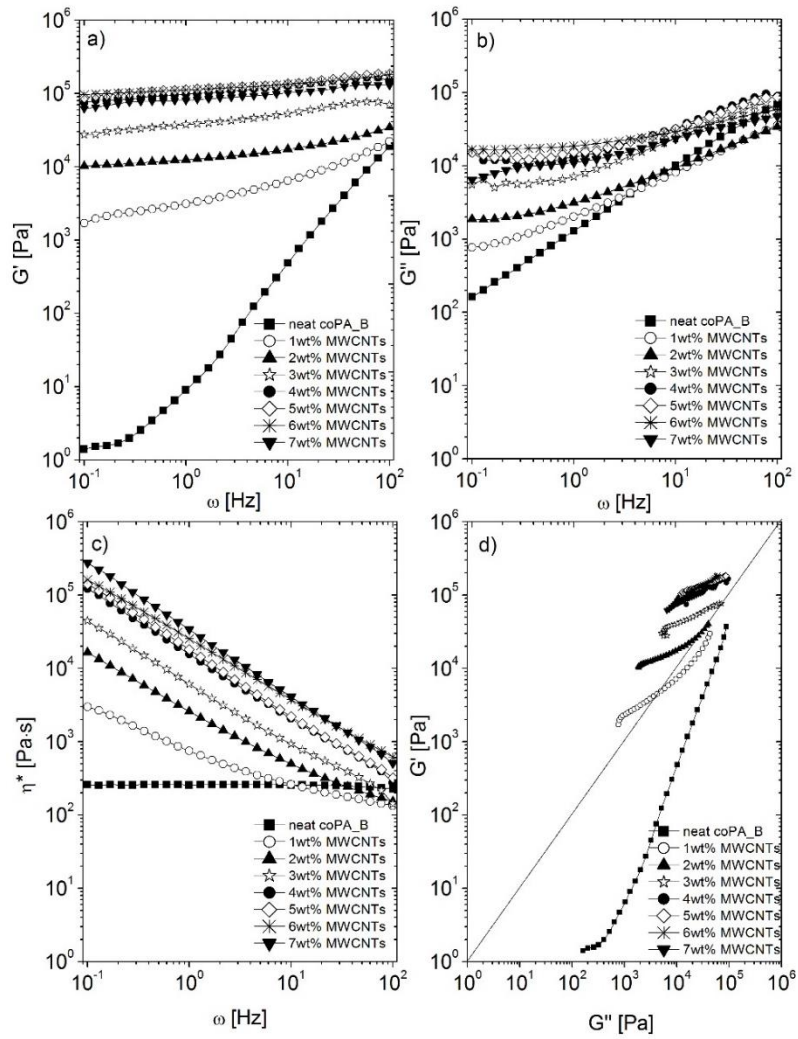 a)
10⁶
10⁵
10⁴
10³
10²
10¹
10⁰
G' [Pa]
neat coPA_B
1wt% MWCNTs
2wt% MWCNTs
3wt% MWCNTs
4wt% MWCNTs
5wt% MWCNTs
6wt% MWCNTs
7wt% MWCNTs
10⁻¹ 10⁰ 10¹ 10²
ω [Hz]
b)
10⁶
10⁵
10⁴
10³
10²
10¹
10⁰
G'' [Pa]
neat coPA_B
1wt% MWCNTs
2wt% MWCNTs
3wt% MWCNTs
4wt% MWCNTs
5wt% MWCNTs
6wt% MWCNTs
7wt% MWCNTs
10⁻¹ 10⁰ 10¹ 10²
ω [Hz]
c)
10⁶
10⁵
10⁴
10³
10²
10¹
10⁰
η* [Pa·s]
neat coPA_B
1wt% MWCNTs
2wt% MWCNTs
3wt% MWCNTs
4wt% MWCNTs
5wt% MWCNTs
6wt% MWCNTs
7wt% MWCNTs
10⁻¹ 10⁰ 10¹ 10²
ω [Hz]
d)
10⁶
10⁵
10⁴
10³
10²
10¹
10⁰
G' [Pa]
neat coPA_B
1wt% MWCNTs
2wt% MWCNTs
3wt% MWCNTs
4wt% MWCNTs
5wt% MWCNTs
6wt% MWCNTs
7wt% MWCNTs
10⁰ 10¹ 10² 10³ 10⁴ 10⁵ 10⁶
G'' [Pa]